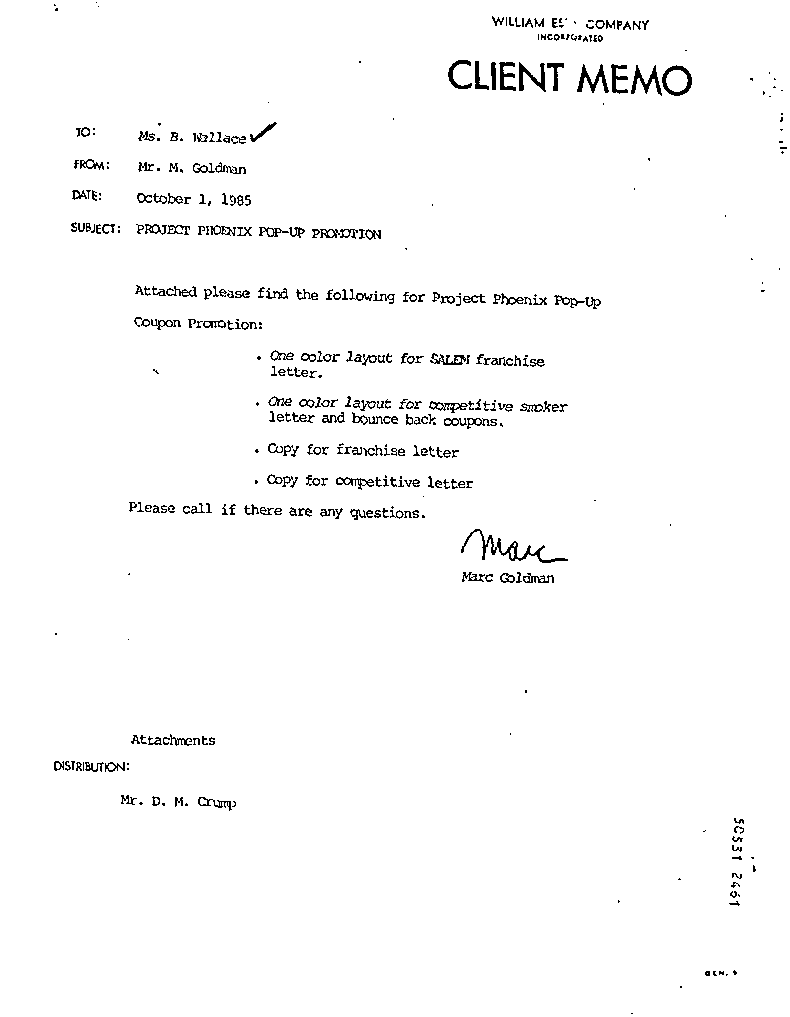 WILLIAM COMPANY
INCORPORATED
CLIENT MEMO
TO: Ms. B. Wallace
FROM: Mr. M. Goldman
DATE: October 1, 1985
SUBJECT: PROJECT PHOENIX POP-UP PROMOTION
Attached please find the following for Project Phoenix Pop-Up
Coupon Promotion:
• One color layout for SALEM franchise
letter.
• One color layout for competitive smoker
letter and bounce back coupons.
• Copy for franchise letter
• Copy for competitive letter
Please call if there are any questions.
Marc
Marc Goldman
Attachments
DISTRIBUTION:
Mr. D. M. Crump
50531 2461
GEN. 9